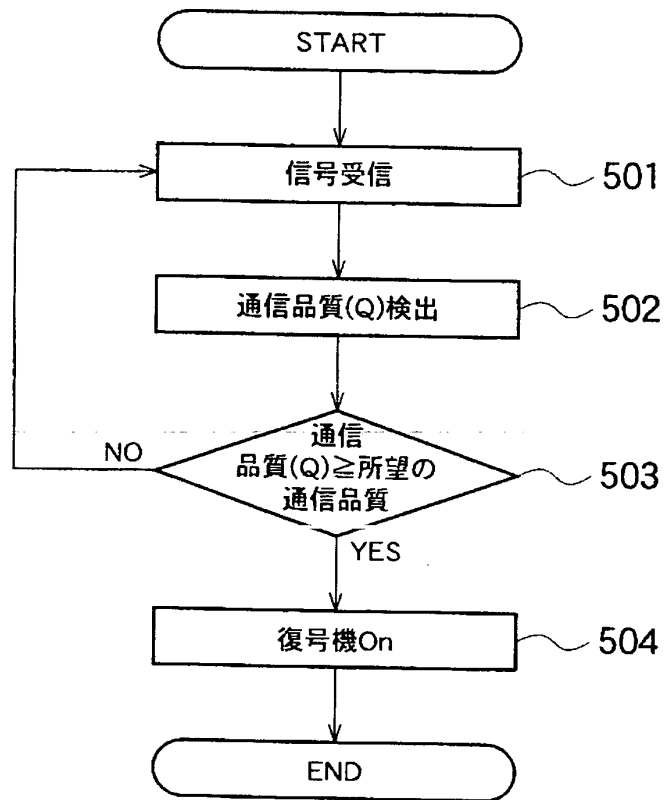 START
信号受信
501
通信品質(Q)検出
502
通信
品質(Q)≧所望の
通信品質
503
NO
YES
復号機On
504
END